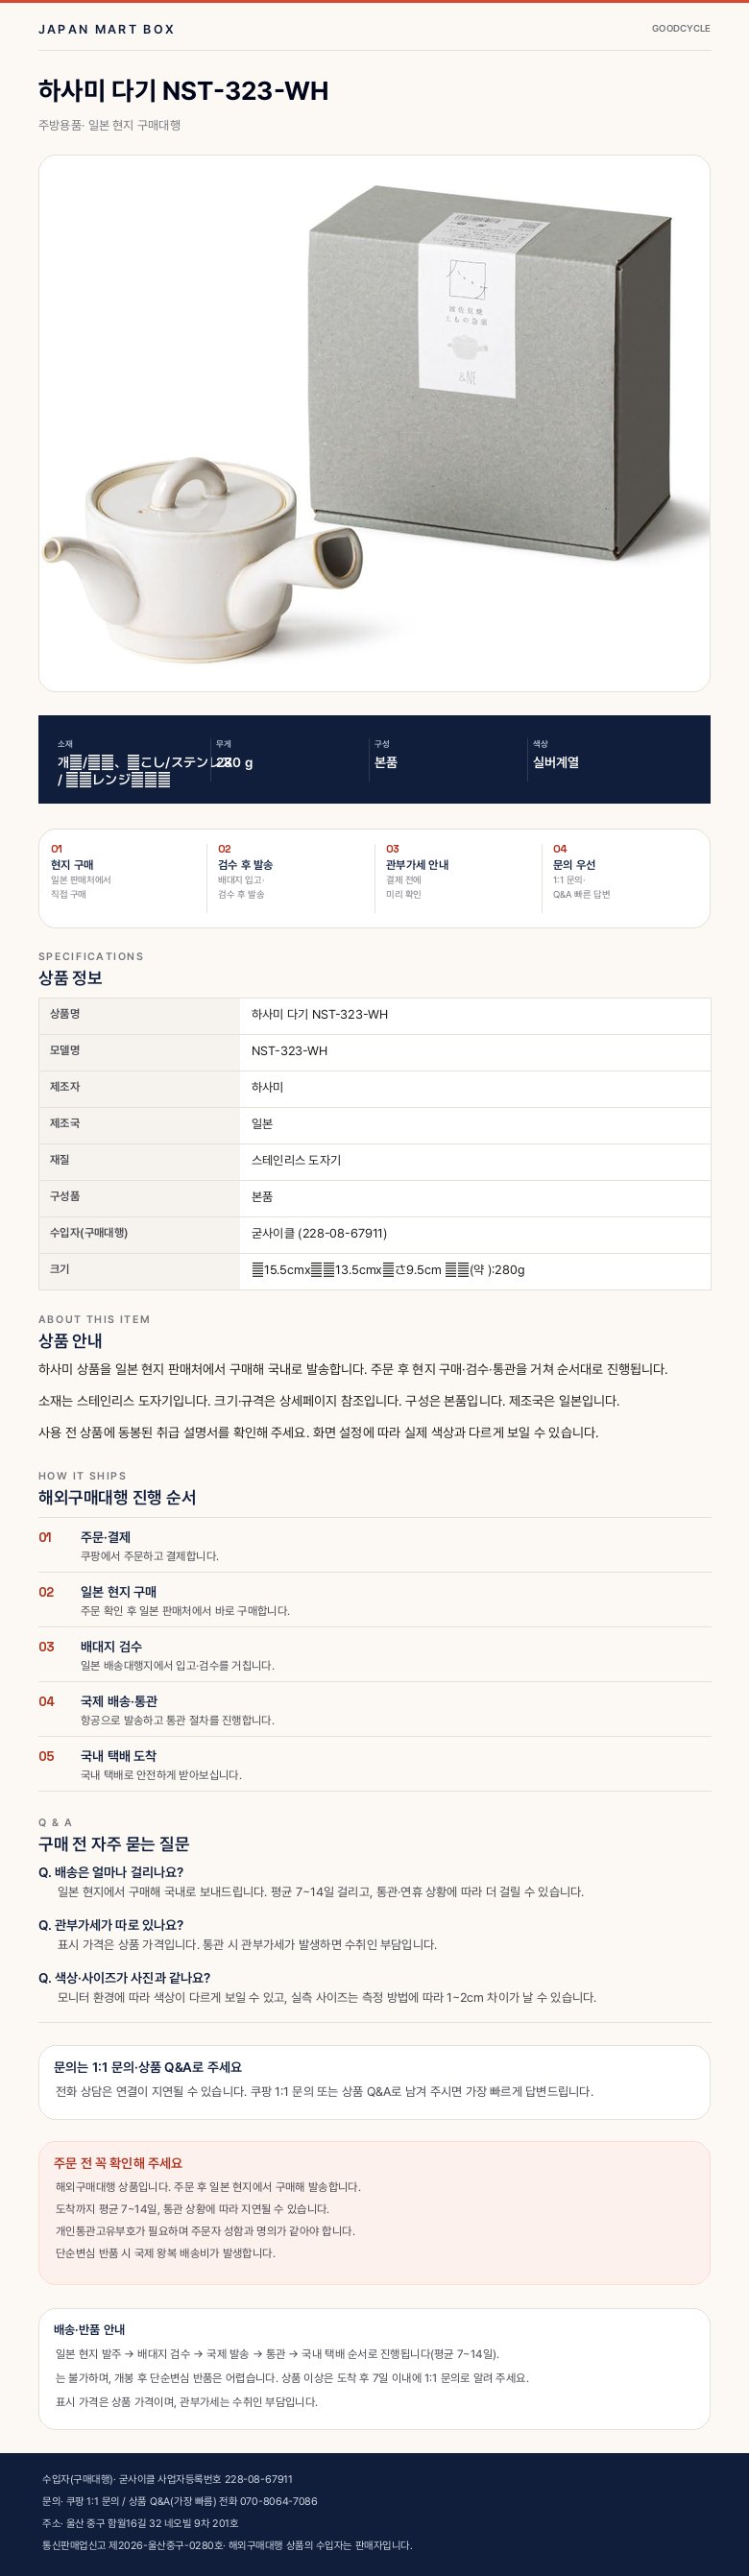 JAPAN MART BOX
GOODCYCLE
하사미 다기 NST-323-WH
주방용품· 일본 현지 구매대행
ハサミ
波佐見焼
ともの急須
&NE
소재
무게
구성
색상
280 g
본품
실버계열
/ レンジ
01
02
03
04
현지 구매
검수 후 발송
관부가세 안내
문의 우선
일본 판매처에서
배대지 입고·
결제 전에
1:1 문의·
직접 구매
검수 후 발송
미리 확인
Q&A 빠른 답변
SPECIFICATIONS
상품 정보
상품명 하사미 다기 NST-323-WH
모델명 NST-323-WH
제조자 하사미
제조국 일본
재질 스테인리스 도자기
구성품 본품
수입자(구매대행) 굳사이클 (228-08-67911)
크기 15.5cmx 13.5cmx さ9.5cm (약 ):280g
ABOUT THIS ITEM
상품 안내
하사미 상품을 일본 현지 판매처에서 구매해 국내로 발송합니다. 주문 후 현지 구매·검수·통관을 거쳐 순서대로 진행됩니다.
소재는 스테인리스 도자기입니다. 크기·규격은 상세페이지 참조입니다. 구성은 본품입니다. 제조국은 일본입니다.
사용 전 상품에 동봉된 취급 설명서를 확인해 주세요. 화면 설정에 따라 실제 색상과 다르게 보일 수 있습니다.
HOW IT SHIPS
해외구매대행 진행 순서
01 주문·결제
쿠팡에서 주문하고 결제합니다.
02 일본 현지 구매
주문 확인 후 일본 판매처에서 바로 구매합니다.
03 배대지 검수
일본 배송대행지에서 입고·검수를 거칩니다.
04 국제 배송·통관
항공으로 발송하고 통관 절차를 진행합니다.
05 국내 택배 도착
국내 택배로 안전하게 받아보십니다.
Q & A
구매 전 자주 묻는 질문
Q. 배송은 얼마나 걸리나요?
일본 현지에서 구매해 국내로 보내드립니다. 평균 7~14일 걸리고, 통관·연휴 상황에 따라 더 걸릴 수 있습니다.
Q. 관부가세가 따로 있나요?
표시 가격은 상품 가격입니다. 통관 시 관부가세가 발생하면 수취인 부담입니다.
Q. 색상·사이즈가 사진과 같나요?
모니터 환경에 따라 색상이 다르게 보일 수 있고, 실측 사이즈는 측정 방법에 따라 1~2cm 차이가 날 수 있습니다.
문의는 1:1 문의·상품 Q&A로 주세요
전화 상담은 연결이 지연될 수 있습니다. 쿠팡 1:1 문의 또는 상품 Q&A로 남겨 주시면 가장 빠르게 답변드립니다.
주문 전 꼭 확인해 주세요
해외구매대행 상품입니다. 주문 후 일본 현지에서 구매해 발송합니다.
도착까지 평균 7~14일, 통관 상황에 따라 지연될 수 있습니다.
개인통관고유부호가 필요하며 주문자 성함과 명의가 같아야 합니다.
단순변심 반품 시 국제 왕복 배송비가 발생합니다.
배송·반품 안내
일본 현지 발주 → 배대지 검수 → 국제 발송 → 통관 → 국내 택배 순서로 진행됩니다(평균 7~14일).
는 불가하며, 개봉 후 단순변심 반품은 어렵습니다. 상품 이상은 도착 후 7일 이내에 1:1 문의로 알려 주세요.
표시 가격은 상품 가격이며, 관부가세는 수취인 부담입니다.
수입자(구매대행)· 굳사이클 사업자등록번호 228-08-67911
문의· 쿠팡 1:1 문의 / 상품 Q&A(가장 빠름) 전화 070-8064-7086
주소· 울산 중구 함월16길 32 네오빌 9차 201호
통신판매업신고 제2026-울산중구-0280호· 해외구매대행 상품의 수입자는 판매자입니다.